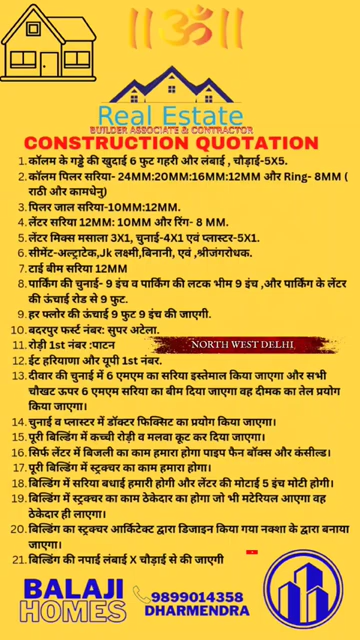 ॥ॐ॥
Real Estate
BUILDER ASSOCIATE & CONTRACTOR
CONSTRUCTION QUOTATION
1. कॉलम के गड्ढे की खुदाई 6 फुट गहरी और लंबाई , चौड़ाई-5X5.
2. कॉलम पिलर सरिया- 24MM:20MM:16MM:12MM और Ring- 8MM (
राठी और कामधेनु)
3. पिलर जाल सरिया-10MM:12MM.
4. लेंटर सरिया 12MM: 10MM और रिंग- 8 MM.
5. लेंटर मिक्स मसाला 3X1, चुनाई-4X1 एवं प्लास्टर-5X1.
6. सीमेंट-अल्ट्राटेक,Jk लक्ष्मी,बिनानी, एवं ,श्रीजंगरोधक.
7. टाई बीम सरिया 12MM
8. पार्किंग की चुनाई- 9 इंच व पार्किंग की लटक भीम 9 इंच ,और पार्किंग के लेंटर
की ऊंचाई रोड से 9 फुट.
9. हर फ्लोर की ऊंचाई 9 फुट 9 इंच की जाएगी.
10. बदरपुर फर्स्ट नंबर: सुपर अटेला.
11. रोड़ी 1st नंबर :पाटन
NORTH WEST DELHI
12. ईट हरियाणा और यूपी 1st नंबर.
13. दीवार की चुनाई में 6 एमएम का सरिया इस्तेमाल किया जाएगा और सभी
चौखट ऊपर 6 एमएम सरिया का बीम दिया जाएगा वह दीमक का तेल प्रयोग
किया जाएगा।
14. चुनाई व प्लास्टर में डॉक्टर फिक्सिट का प्रयोग किया जाएगा।
15. पूरी बिल्डिंग में कच्ची रोड़ी व मलवा कूट कर दिया जाएगा।
16. सिर्फ लेंटर में बिजली का काम हमारा होगा पाइप फैन बॉक्स और कंसील्ड।
17. पूरी बिल्डिंग में स्ट्रक्चर का काम हमारा होगा।
18. बिल्डिंग में सरिया बधाई हमारी होगी और लेंटर की मोटाई 5 इंच मोटी होगी।
19. बिल्डिंग में स्ट्रक्चर का काम ठेकेदार का होगा जो भी मटेरियल आएगा वह
ठेकेदार ही लाएगा।
20. बिल्डिंग का स्ट्रक्चर आर्किटेक्ट द्वारा डिजाइन किया गया नक्शा के द्वारा बनाया
जाएगा।
21. बिल्डिंग की नपाई लंबाई X चौड़ाई से की जाएगी
BALAJI
HOMES
9899014358
DHARMENDRA